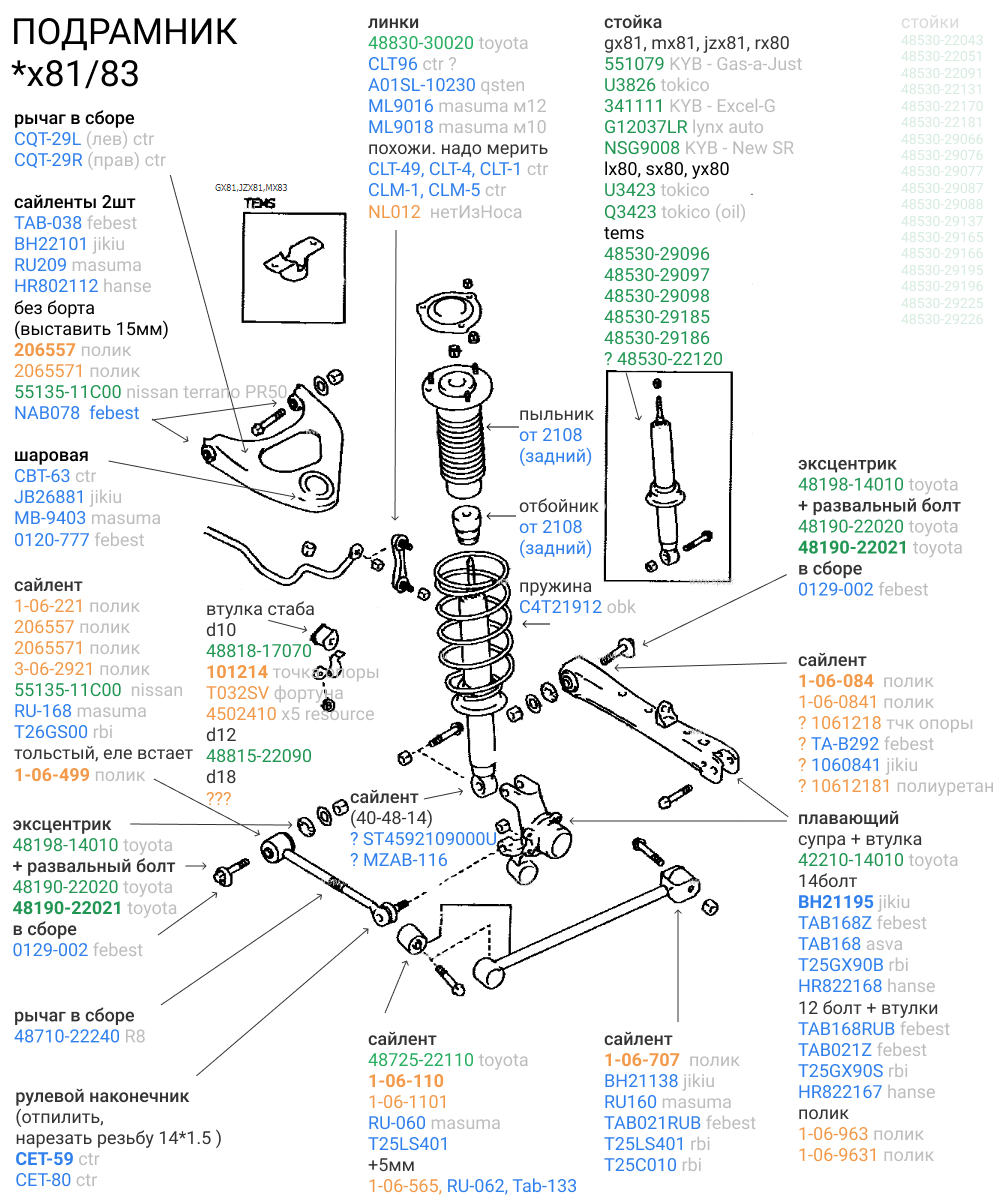 ПОДРАМНИК
*x81/83
рычаг в сборе
CQT-29L (лев) ctr
CQT-29R (прав) ctr
сайленты 2шт
TAB-038 febest
BH22101 jikiu
RU209 masuma
HR802112 hanse
без борта
(выставить 15мм)
206557 полик
2065571 полик
55135-11C00 nissan terrano PR50
NAB078 febest
шаровая
CBT-63 ctr
JB26881 jikiu
MB-9403 masuma
0120-777 febest
сайлент
1-06-221 полик
206557 полик
2065571 полик
3-06-2921 полик
55135-11C00 nissan
RU-168 masuma
T26GS00 rbi
тольстый, еле встает
1-06-499 полик
эксцентрик
48198-14010 toyota
+ развальный болт
48190-22020 toyota
48190-22021 toyota
в сборе
0129-002 febest
рычаг в сборе
48710-22240 R8
рулевой наконечник
(отпилить,
нарезать резьбу 14*1.5 )
CET-59 ctr
CET-80 ctr
GX81,JZX81,MX83
TEMS
втулка стаба
d10
48818-17070
101214 точка опоры
T032SV фортуна
4502410 x5 resource
d12
48815-22090
d18
???
линки
48830-30020 toyota
CLT96 ctr ?
A01SL-10230 qsten
ML9016 masuma м12
ML9018 masuma м10
похожи. надо мерить
CLT-49, CLT-4, CLT-1 ctr
CLM-1, CLM-5 ctr
NL012 нетИзНоса
пыльник
от 2108
(задний)
отбойник
от 2108
(задний)
пружина
C4T21912 obk
сайлент
(40-48-14)
? ST4592109000U
? MZAB-116
сайлент
48725-22110 toyota
1-06-110
1-06-1101
RU-060 masuma
T25LS401
+5мм
1-06-565, RU-062, Tab-133
стойка
gx81, mx81, jzx81, rx80
551079 KYB - Gas-a-Just
U3826 tokico
341111 KYB - Excel-G
G12037LR lynx auto
NSG9008 KYB - New SR
lx80, sx80, yx80
U3423 tokico
Q3423 tokico (oil)
tems
48530-29096
48530-29097
48530-29098
48530-29185
48530-29186
? 48530-22120
сайлент
1-06-707 полик
BH21138 jikiu
RU160 masuma
TAB021RUB febest
T25LS401 rbi
T25C010 rbi
стойки
48530-22043
48530-22051
48530-22091
48530-22131
48530-22170
48530-22181
48530-29066
48530-29076
48530-29077
48530-29087
48530-29088
48530-29137
48530-29165
48530-29166
48530-29195
48530-29196
48530-29225
48530-29226
эксцентрик
48198-14010 toyota
+ развальный болт
48190-22020 toyota
48190-22021 toyota
в сборе
0129-002 febest
сайлент
1-06-084 полик
1-06-0841 полик
? 1061218 тчк опоры
? TA-B292 febest
? 1060841 jikiu
? 10612181 полиуретан
плавающий
супра + втулка
42210-14010 toyota
14болт
BH21195 jikiu
TAB168Z febest
TAB168 asva
T25GX90B rbi
HR822168 hanse
12 болт + втулки
TAB168RUB febest
TAB021Z febest
T25GX90S rbi
HR822167 hanse
полик
1-06-963 полик
1-06-9631 полик